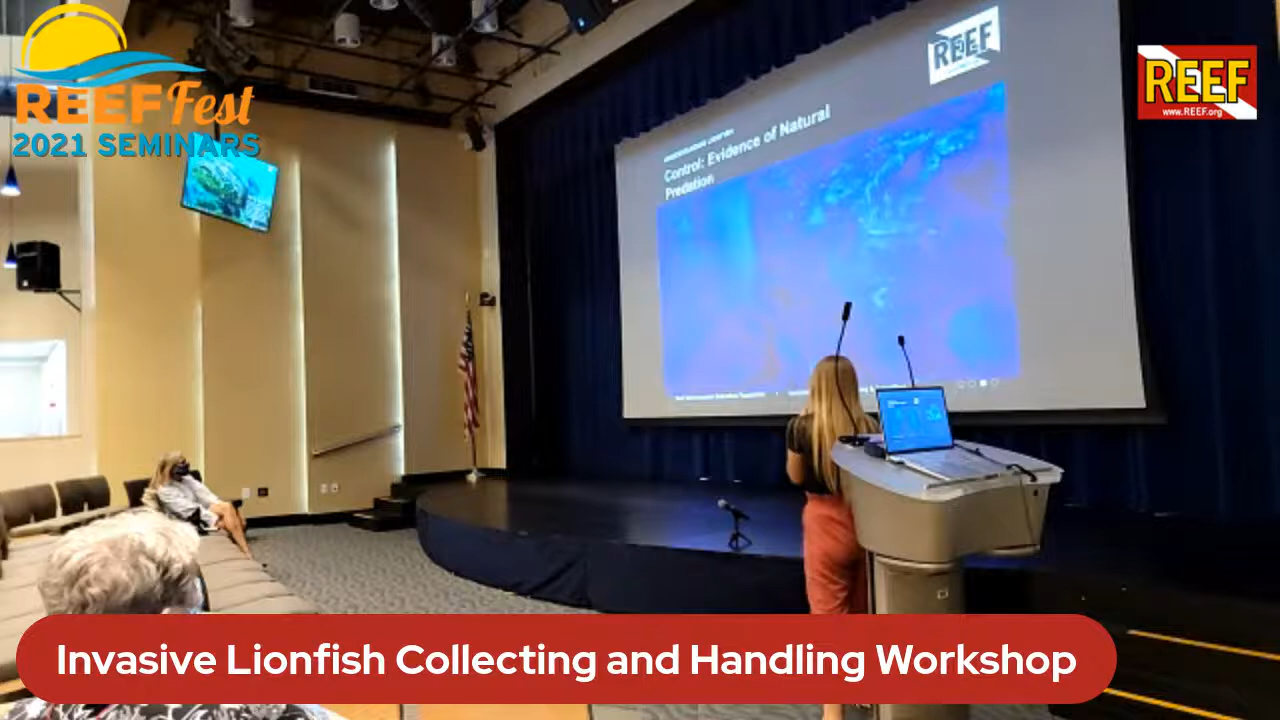 REEF Fest
2021 SEMINARS
REEF
Control: Evidence of Natural
Predation
REEF
www.REEF.org
Invasive Lionfish Collecting and Handling Workshop